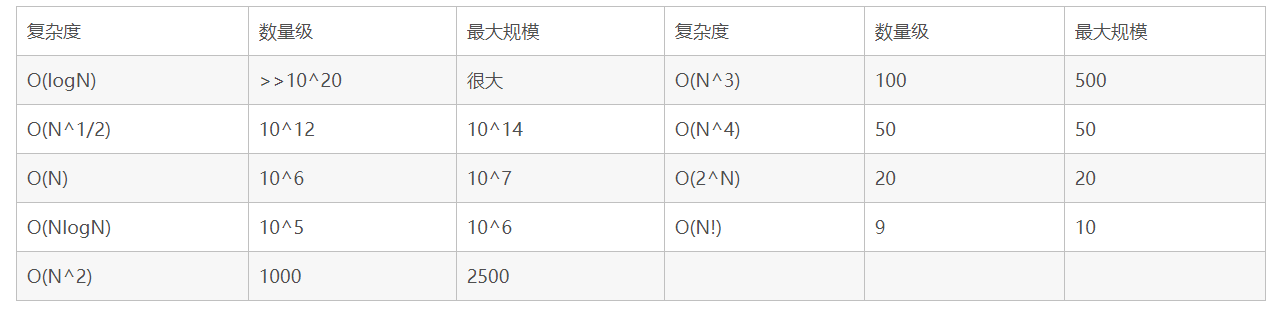 复杂度 数量级 最大规模 复杂度 数量级 最大规模
O(logN) >>10^20 很大 O(N^3) 100 500
O(N^1/2) 10^12 10^14 O(N^4) 50 50
O(N) 10^6 10^7 O(2^N) 20 20
O(NlogN) 10^5 10^6 O(N!) 9 10
O(N^2) 1000 2500